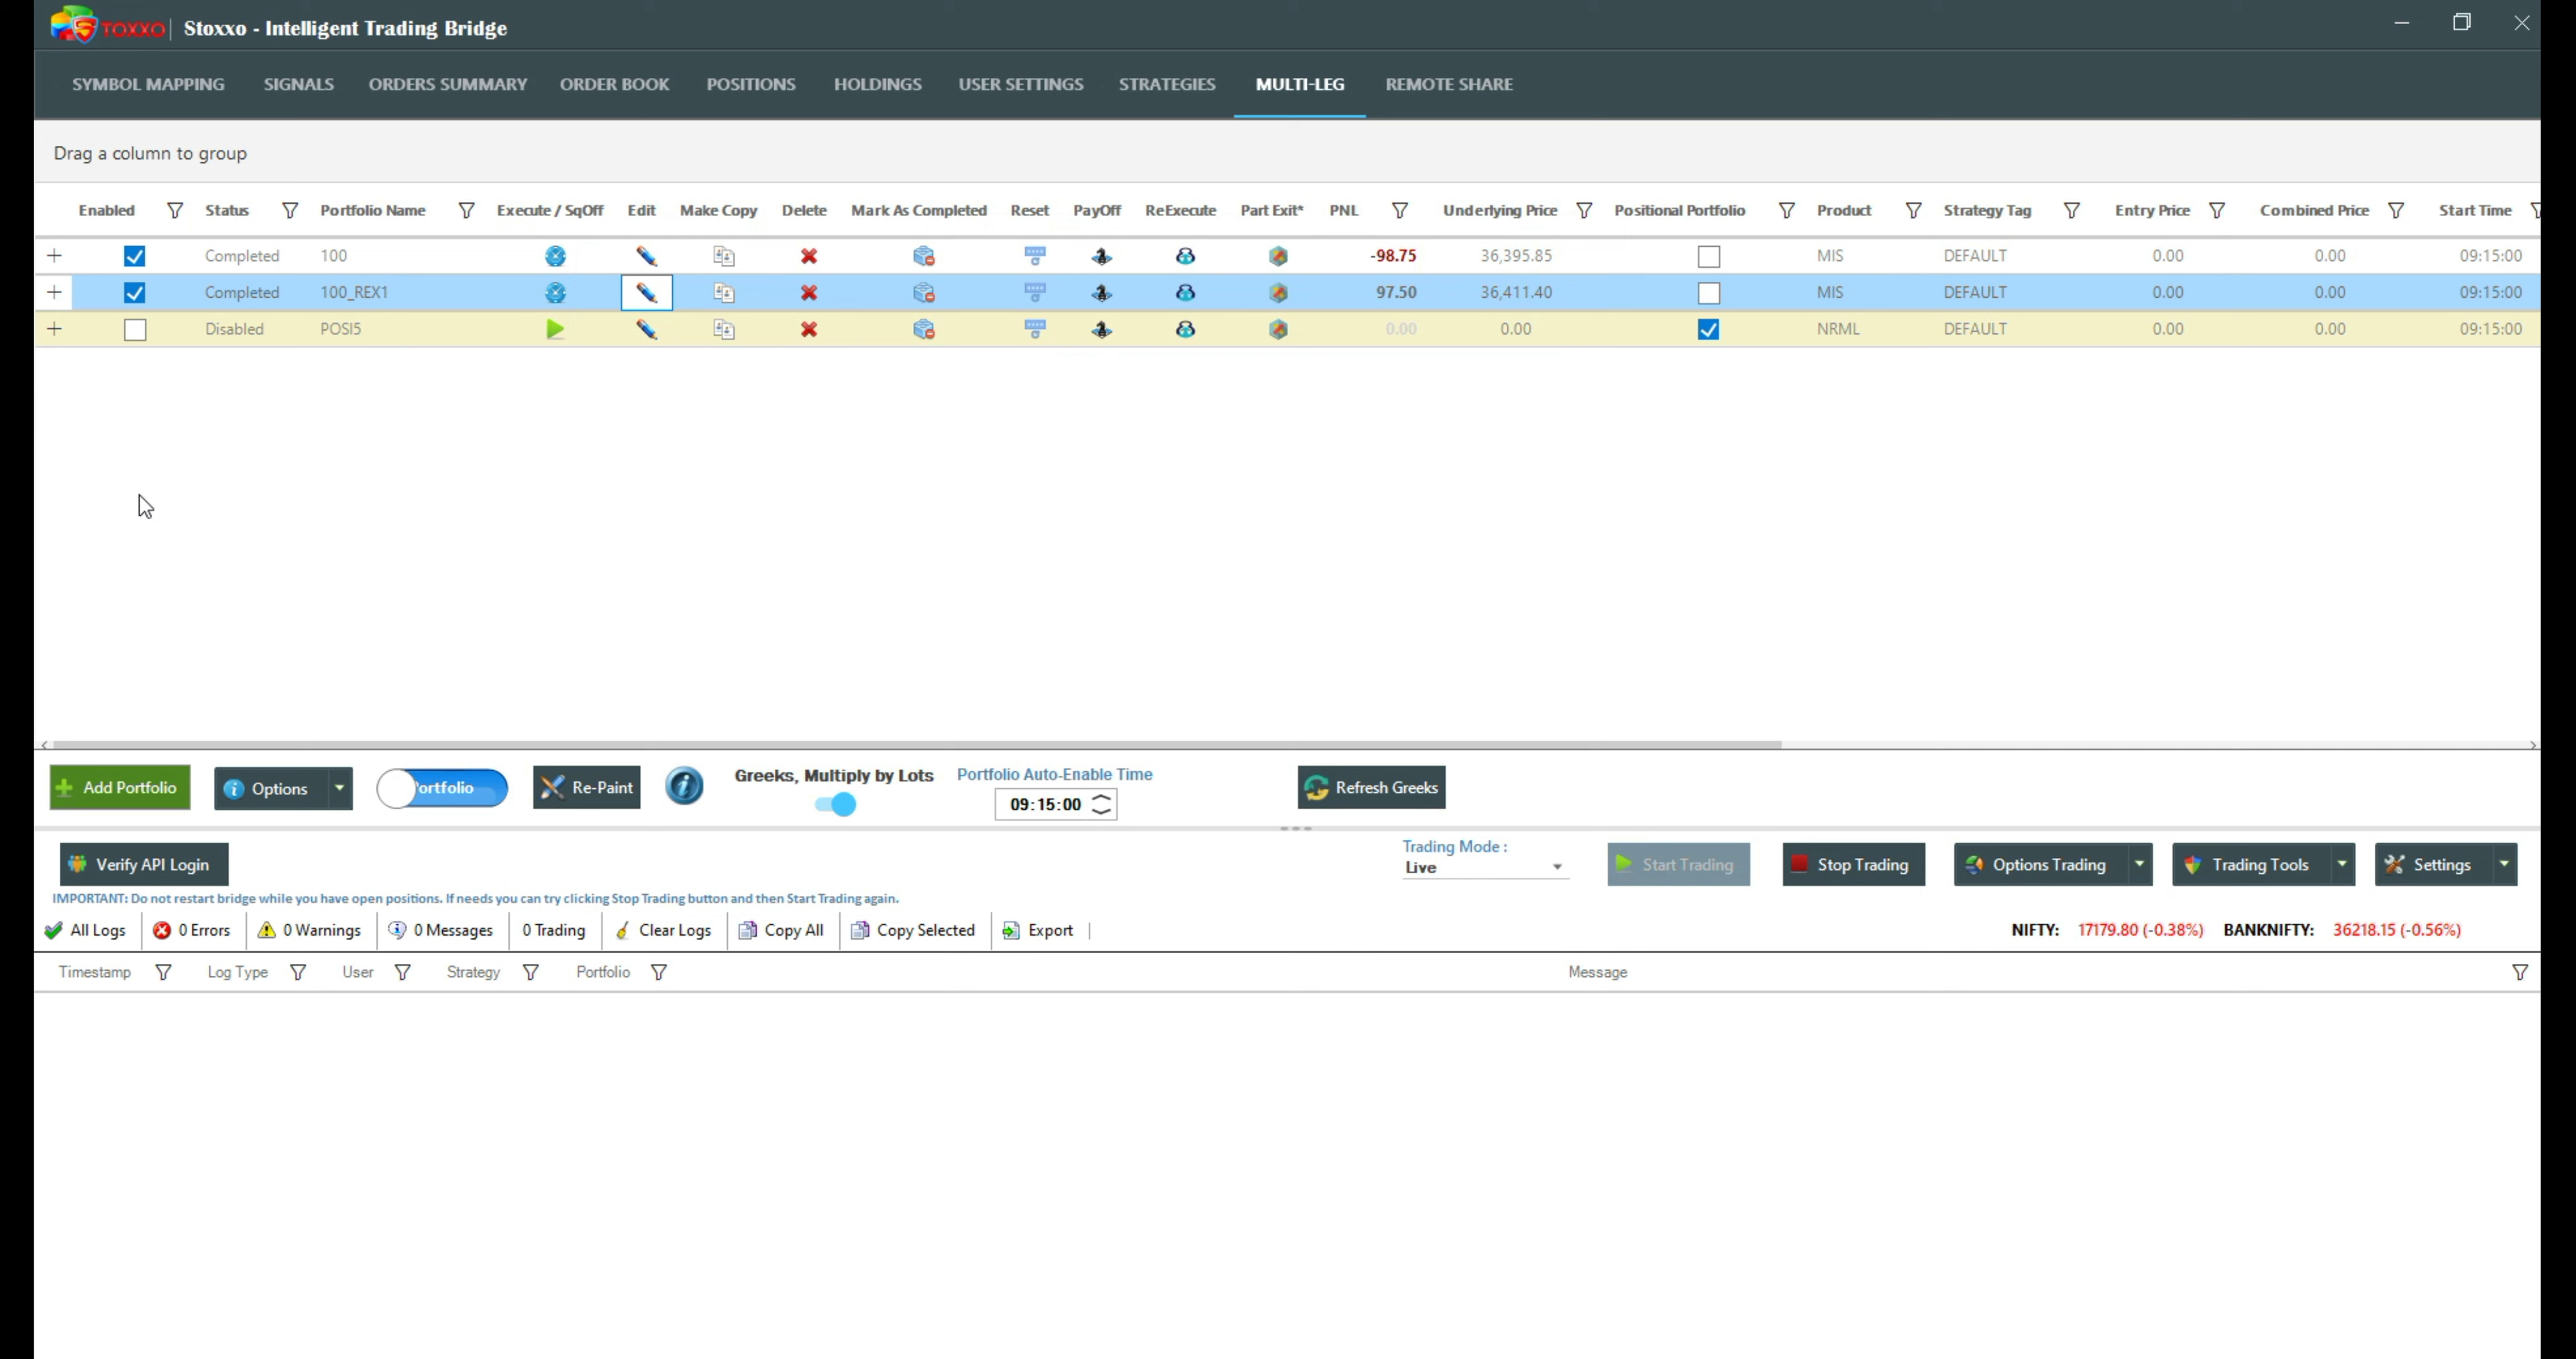 TOXXO | Stoxxo - Intelligent Trading Bridge
SYMBOL MAPPING SIGNALS ORDERS SUMMARY ORDER BOOK POSITIONS HOLDINGS USER SETTINGS STRATEGIES MULTI-LEG REMOTE SHARE
Drag a column to group
Enabled Status Portfolio Name Execute / SqOff Edit Make Copy Delete Mark As Completed Reset PayOff ReExecute Part Exit* PNL Underlying Price Positional Portfolio Product Strategy Tag Entry Price Combined Price Start Time
Completed 100 -98.75 36,395.85 MIS DEFAULT 0.00 0.00 09:15:00
Completed 100_REX1 97.50 36,411.40 MIS DEFAULT 0.00 0.00 09:15:00
Disabled POSI5 0.00 0.00 NRML DEFAULT 0.00 0.00 09:15:00
Add Portfolio Options ortfolio Re-Paint Greeks, Multiply by Lots Portfolio Auto-Enable Time Refresh Greeks
09:15:00
Verify API Login Trading Mode : Start Trading Stop Trading Options Trading Trading Tools Settings
Live
IMPORTANT: Do not restart bridge while you have open positions. If needs you can try clicking Stop Trading button and then Start Trading again.
All Logs 0 Errors 0 Warnings 0 Messages 0 Trading Clear Logs Copy All Copy Selected Export NIFTY: 17179.80 (-0.38%) BANKNIFTY: 36218.15 (-0.56%)
Timestamp Log Type User Strategy Portfolio Message